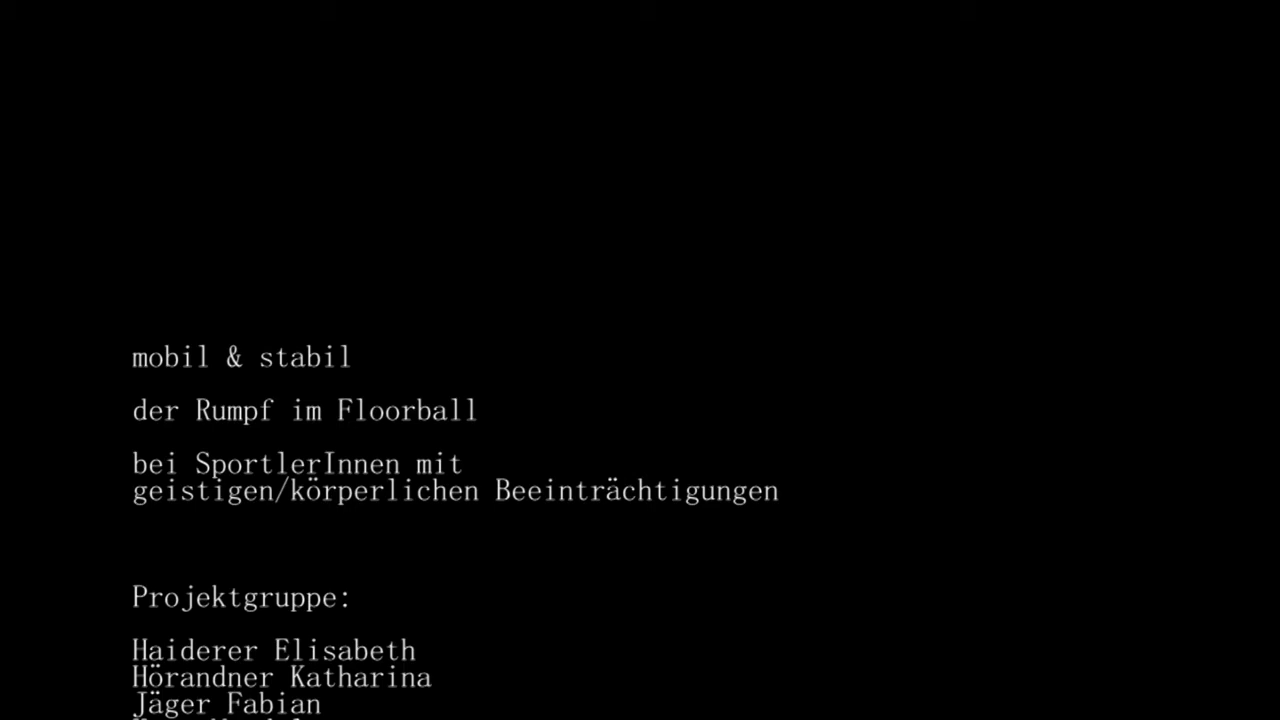 mobil & stabil
der Rumpf im Floorball
bei SportlerInnen mit
geistigen/körperlichen Beeinträchtigungen
Projektgruppe:
Haiderer Elisabeth
Hörandner Katharina
Jäger Fabian